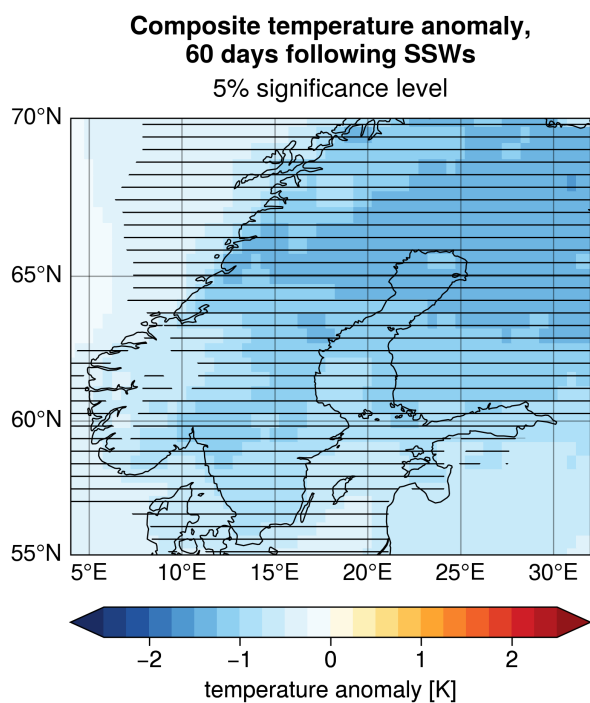 Composite temperature anomaly,
60 days following SSWs
5% significance level
70°N
65°N
60°N
55°N
5°E 10°E 15°E 20°E 25°E 30°E
−2 −1 0 1 2
temperature anomaly [K]